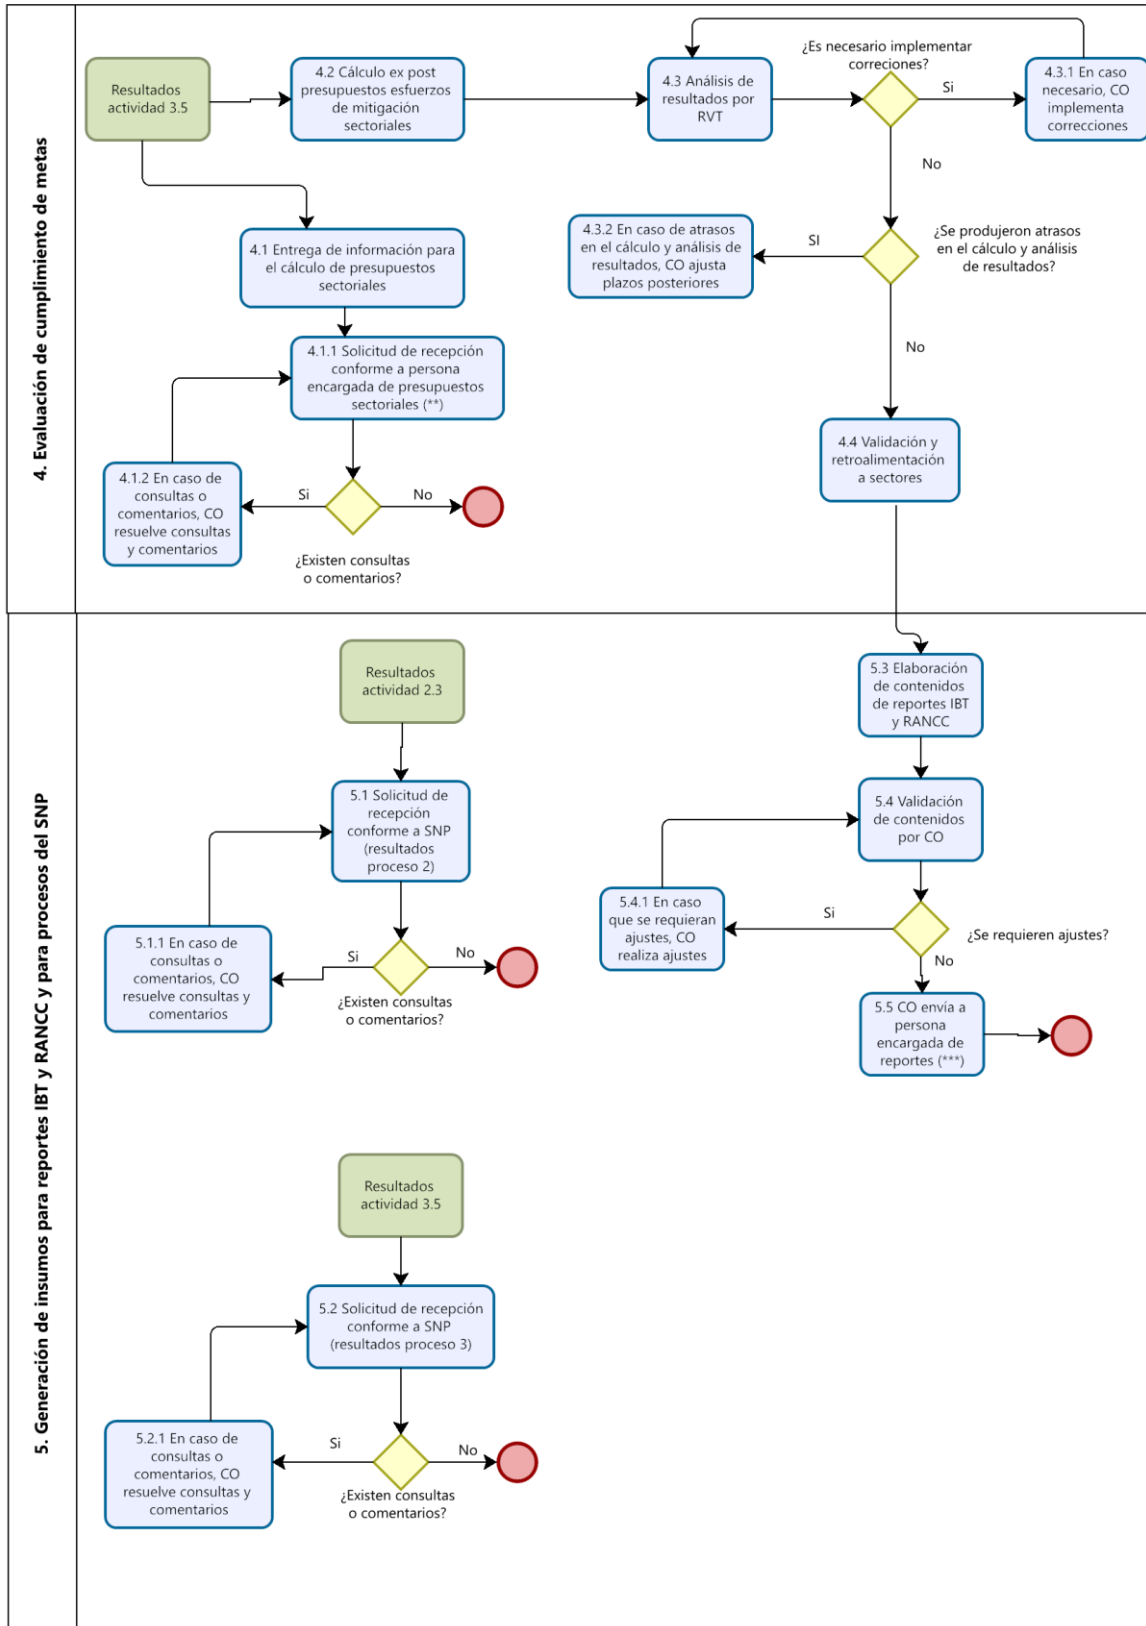 4. Evaluación de cumplimiento de metas
Resultados
actividad 3.5
4.2 Cálculo ex post
presupuestos esfuerzos
de mitigación
sectoriales
4.3 Análisis de
resultados por
RVT
¿Es necesario implementar
correciones?
Si
4.3.1 En caso
necesario, CO
implementa
correcciones
No
4.1 Entrega de información para
el cálculo de presupuestos
sectoriales
4.3.2 En caso de atrasos
en el cálculo y análisis de
resultados, CO ajusta
plazos posteriores
SI
¿Se produjeron atrasos
en el cálculo y análisis
de resultados?
No
4.1.1 Solicitud de recepción
conforme a persona
encargada de presupuestos
sectoriales (**)
4.1.2 En caso de
consultas o
comentarios, CO
resuelve consultas
y comentarios
Si
No
¿Existen consultas
o comentarios?
4.4 Validación y
retroalimentación
a sectores
5. Generación de insumos para reportes IBT y RANCC y para procesos del SNP
Resultados
actividad 2.3
5.1 Solicitud de
recepción
conforme a SNP
(resultados
proceso 2)
5.1.1 En caso de
consultas o
comentarios, CO
resuelve consultas y
comentarios
Si
No
¿Existen consultas
o comentarios?
5.3 Elaboración
de contenidos
de reportes IBT
y RANCC
5.4 Validación
de contenidos
por CO
5.4.1 En caso
que se requieran
ajustes, CO
realiza ajustes
Si
¿Se requieren ajustes?
No
5.5 CO envía a
persona
encargada de
reportes (***)
Resultados
actividad 3.5
5.2 Solicitud de recepción
conforme a SNP
(resultados proceso 3)
5.2.1 En caso de
consultas o
comentarios, CO
resuelve consultas y
comentarios
Si
No
¿Existen consultas
o comentarios?